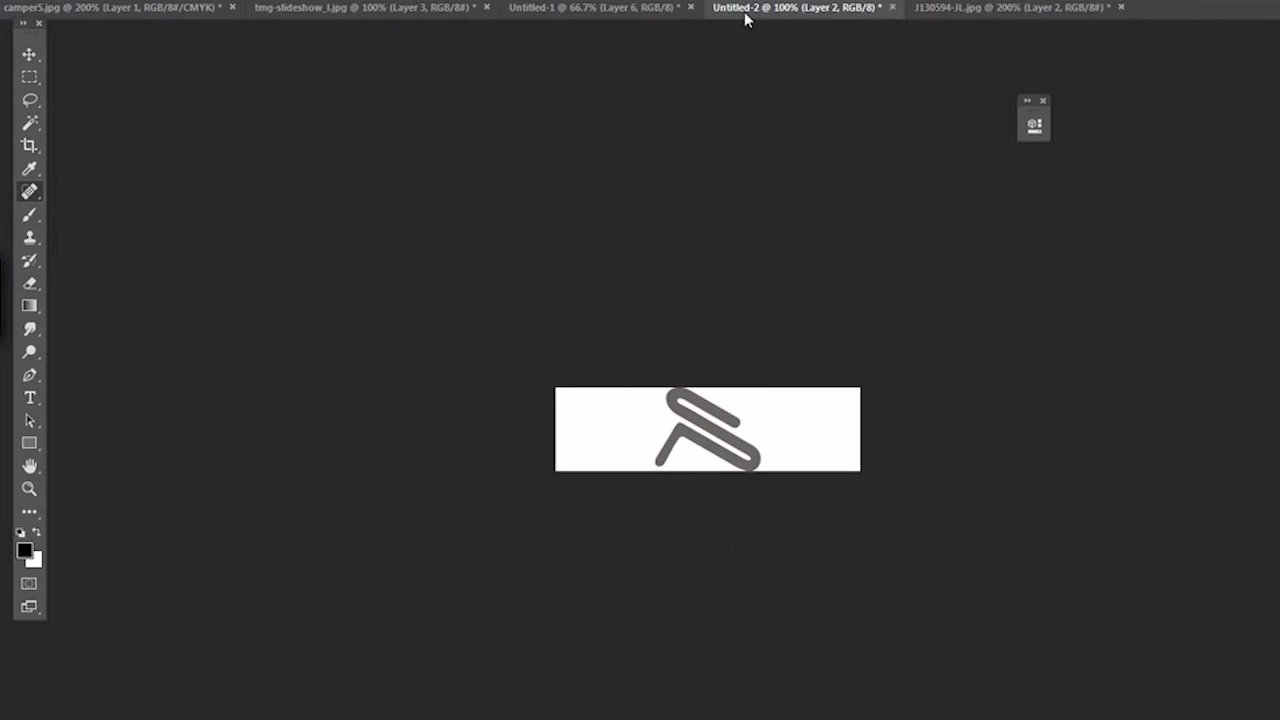 camper5.jpg @ 200% (Layer 1, RGB/8#/CMYK) * tmg-slideshow_l.jpg @ 100% (Layer 3, RGB/8#) * Untitled-1 @ 66.7% (Layer 6, RGB/8) * Untitled-2 @ 100% (Layer 2, RGB/8) * J130594-JL.jpg @ 200% (Layer 2, RGB/8#) *